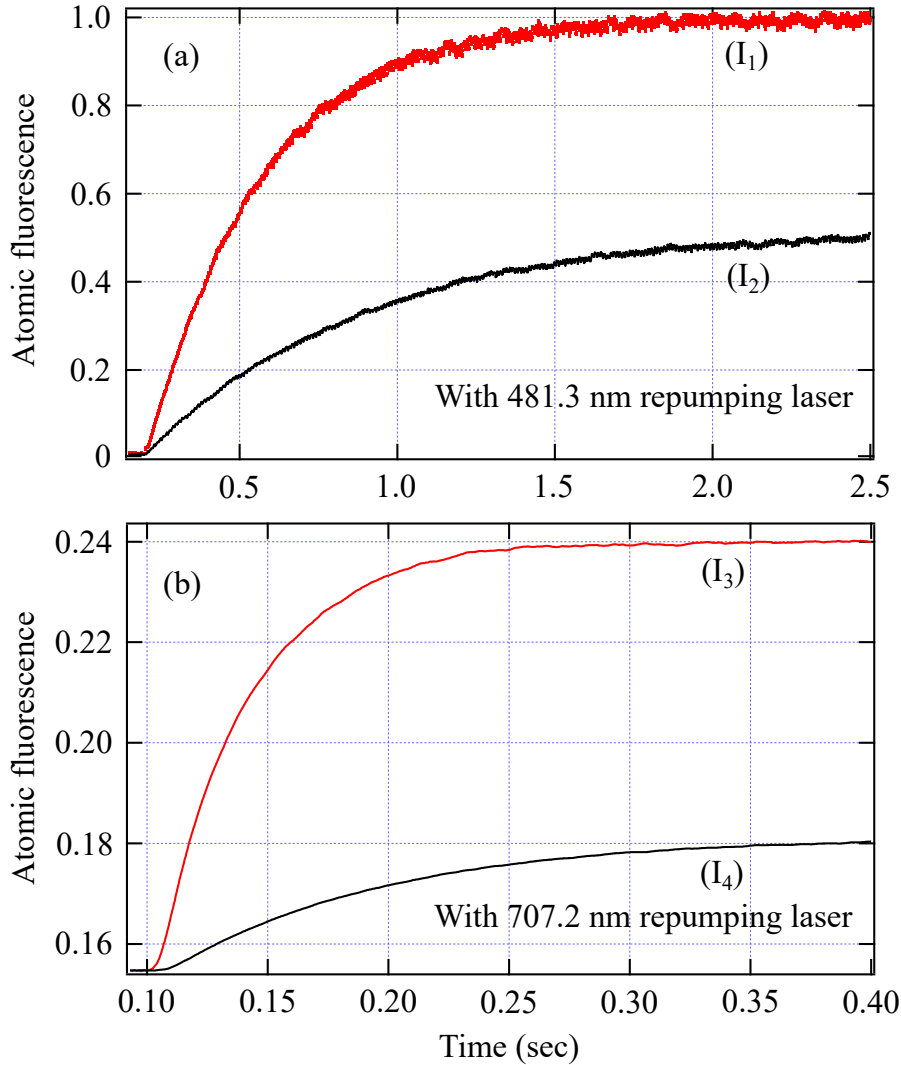 (a)
1.0
0.8
0.6
0.4
0.2
0
Atomic fluorescence
(I₁)
(I₂)
With 481.3 nm repumping laser
0.5 1.0 1.5 2.0 2.5
(b)
0.24
0.22
0.20
0.18
0.16
Atomic fluorescence
(I₃)
(I₄)
With 707.2 nm repumping laser
0.10 0.15 0.20 0.25 0.30 0.35 0.40
Time (sec)